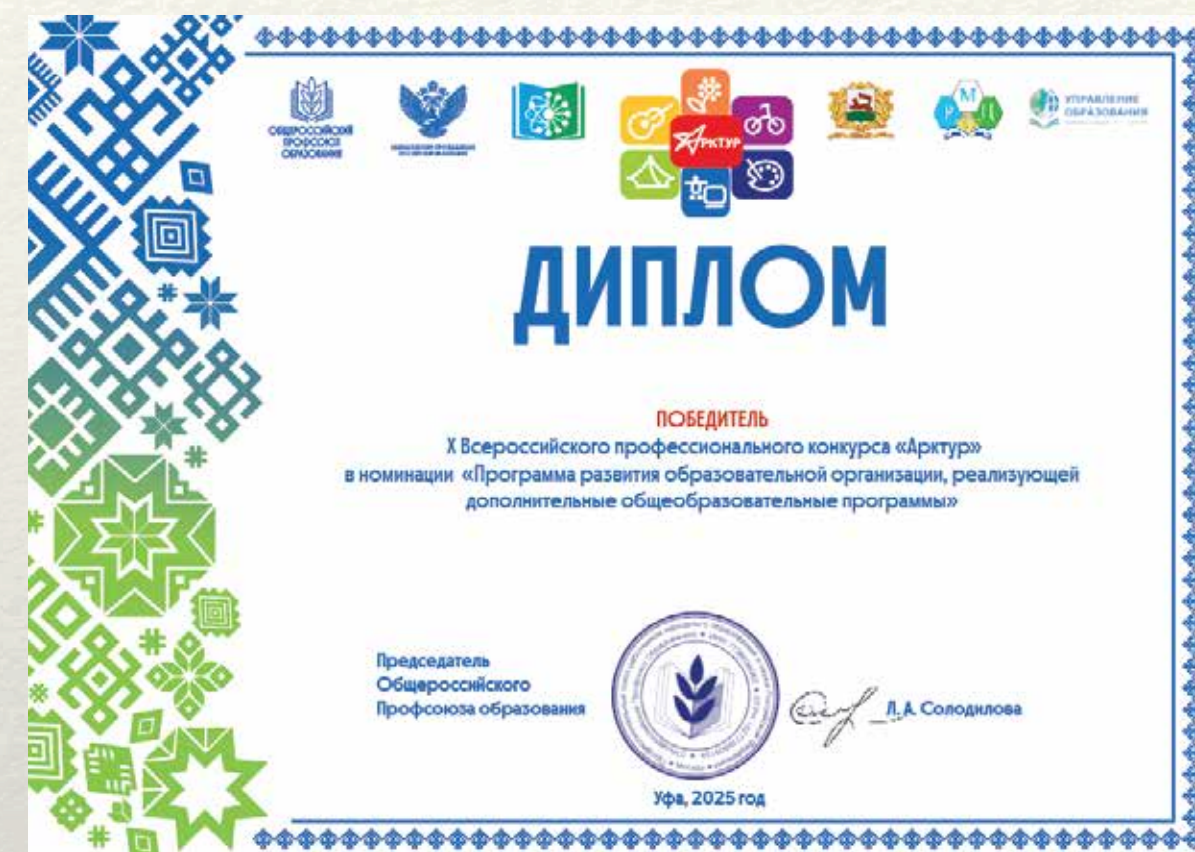 ОБЩЕРОССИЙСКИЙ
ПРОФСОЮЗ
ОБРАЗОВАНИЯ
АРКТУР
М
Р П
УПРАВЛЕНИЕ
ОБРАЗОВАНИЯ
ДИПЛОМ
ПОБЕДИТЕЛЬ
X Всероссийского профессионального конкурса «Арктур»
в номинации «Программа развития образовательной организации, реализующей
дополнительные общеобразовательные программы»
Председатель
Общероссийского
Профсоюза образования
Л. А. Солодилова
Уфа, 2025 год